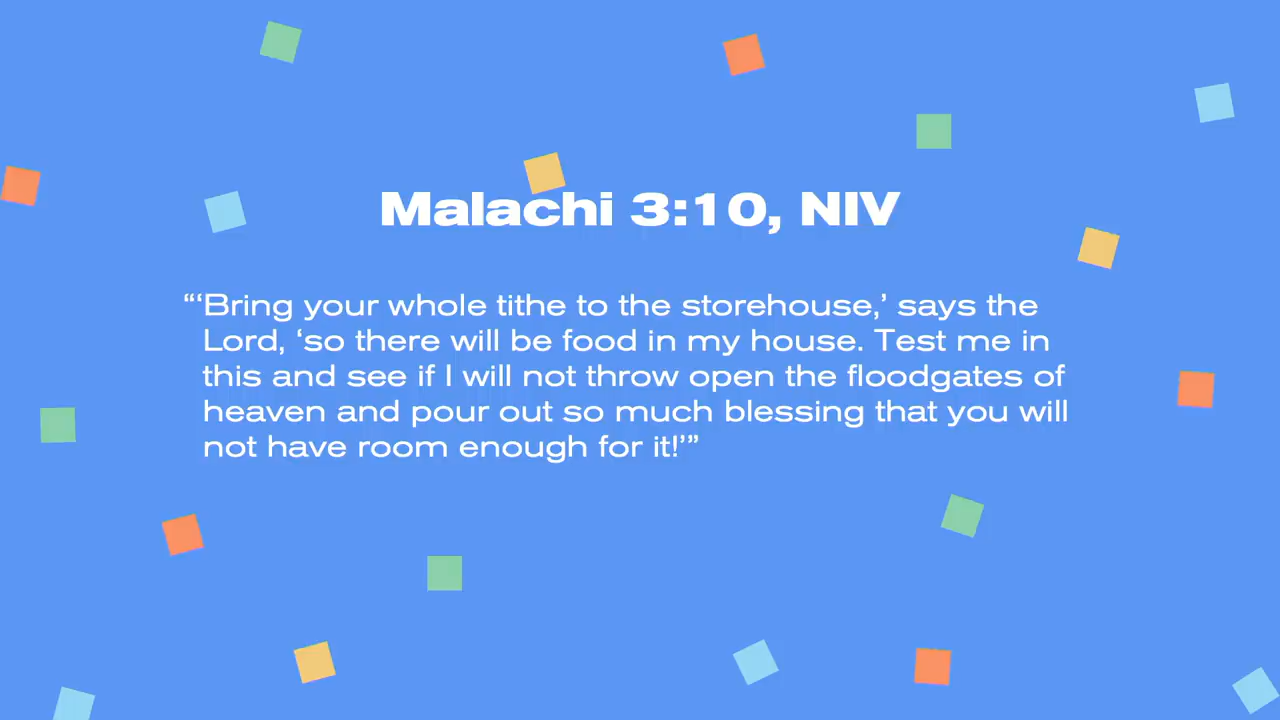 Malachi 3:10, NIV
“‘Bring your whole tithe to the storehouse,’ says the
Lord, ‘so there will be food in my house. Test me in
this and see if I will not throw open the floodgates of
heaven and pour out so much blessing that you will
not have room enough for it!’”